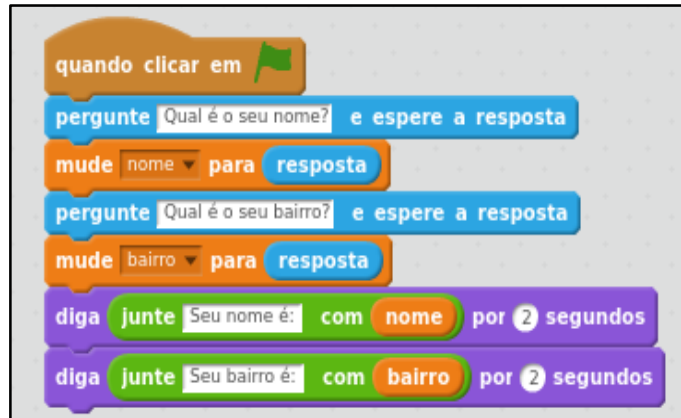 quando clicar em
pergunte Qual é o seu nome? e espere a resposta
mude nome para resposta
pergunte Qual é o seu bairro? e espere a resposta
mude bairro para resposta
diga junte Seu nome é: com nome por 2 segundos
diga junte Seu bairro é: com bairro por 2 segundos